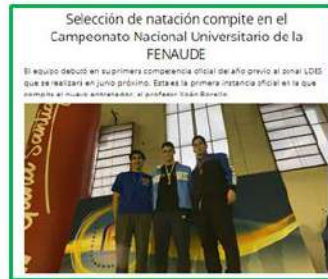 Selección de natación compite en el
Campeonato Nacional Universitario de la
FENAUDE
El equipo debutó en su primera competencia oficial del año previo al zonal LDES
que se realizará en junio próximo. Esta es la primera instancia oficial en la que
compite el nuevo entrenador, el profesor
Gana